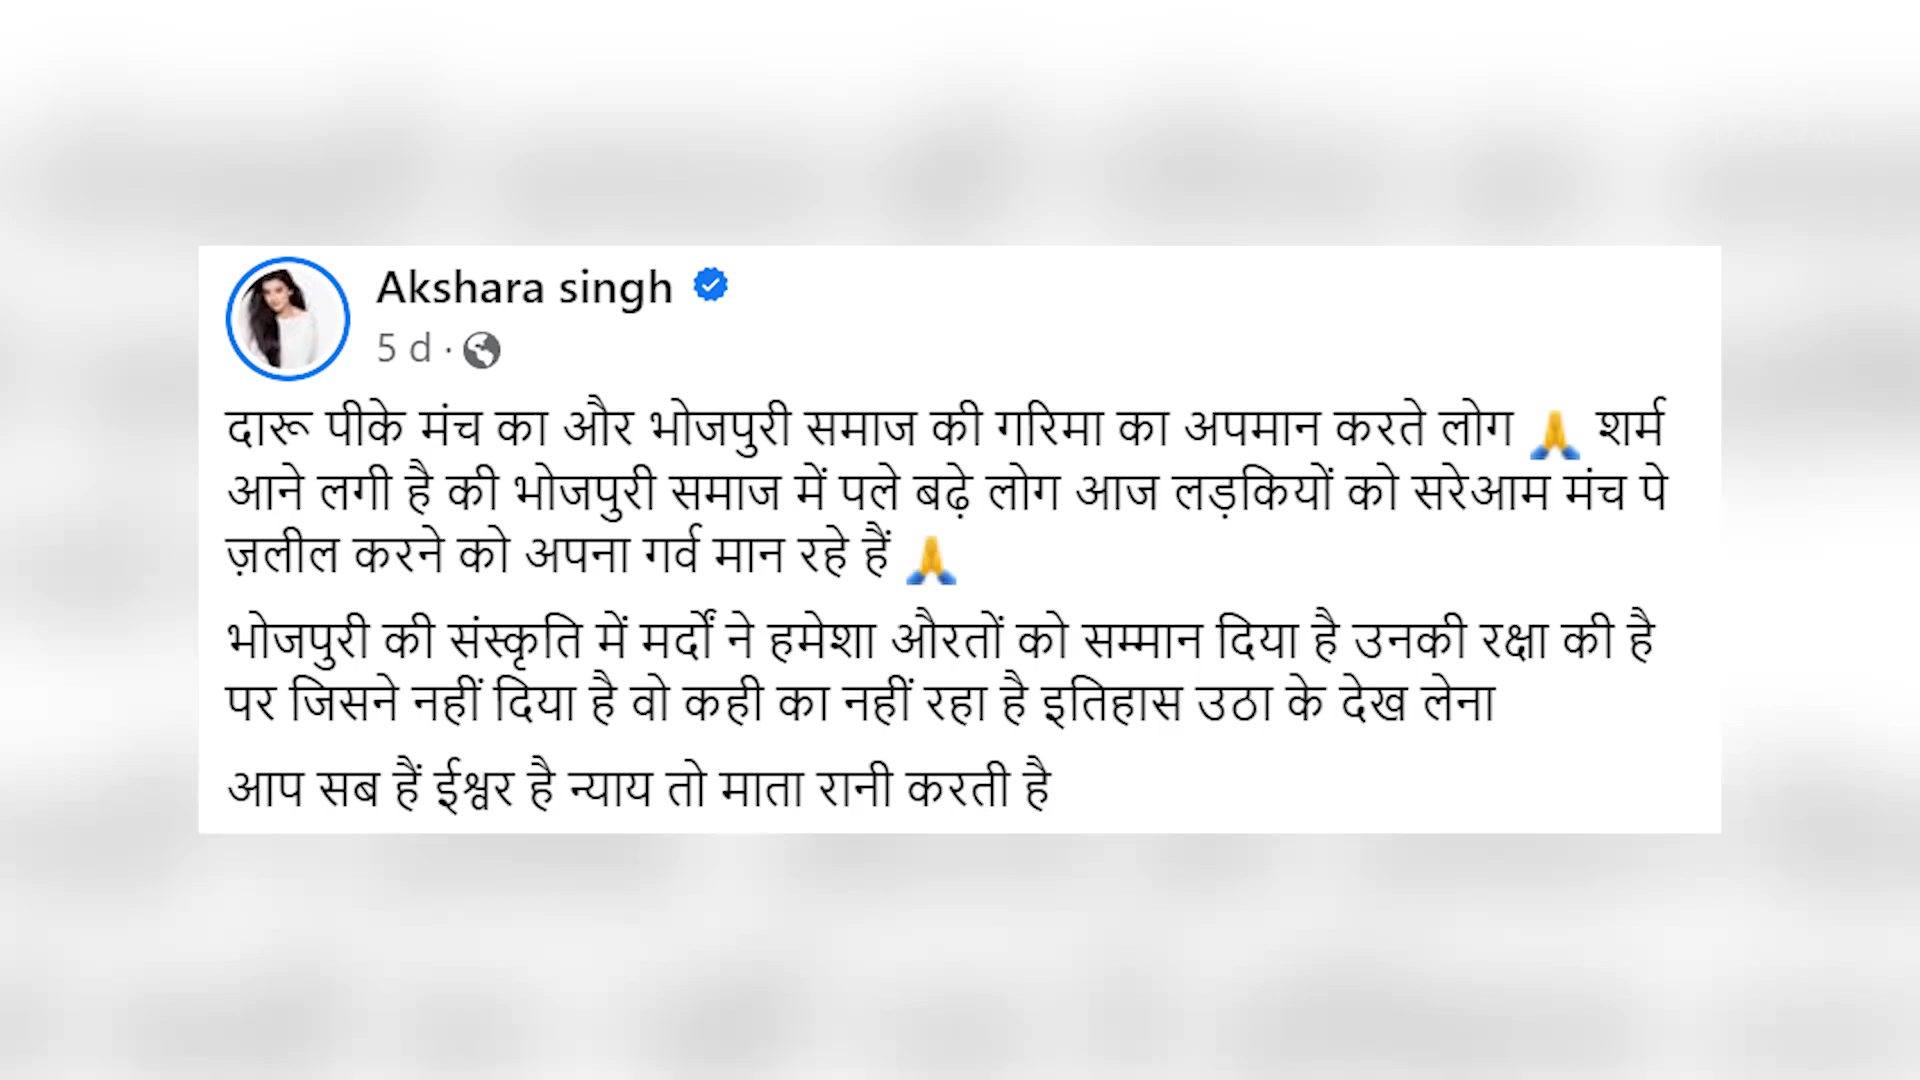 Akshara singh
5 d ·
दारू पीके मंच का और भोजपुरी समाज की गरिमा का अपमान करते लोग 🙏 शर्म
आने लगी है की भोजपुरी समाज में पले बढ़े लोग आज लड़कियों को सरेआम मंच पे
ज़लील करने को अपना गर्व मान रहे हैं 🙏
भोजपुरी की संस्कृति में मर्दों ने हमेशा औरतों को सम्मान दिया है उनकी रक्षा की है
पर जिसने नहीं दिया है वो कही का नहीं रहा है इतिहास उठा के देख लेना
आप सब हैं ईश्वर है न्याय तो माता रानी करती है